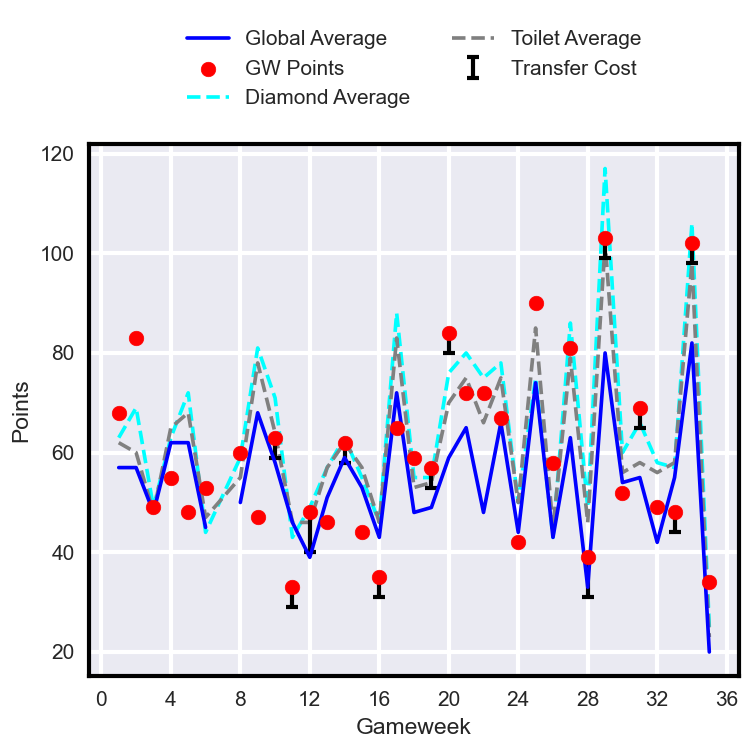 Global Average
GW Points
Diamond Average
Toilet Average
Transfer Cost
120
100
80
60
40
20
Points
0 4 8 12 16 20 24 28 32 36
Gameweek